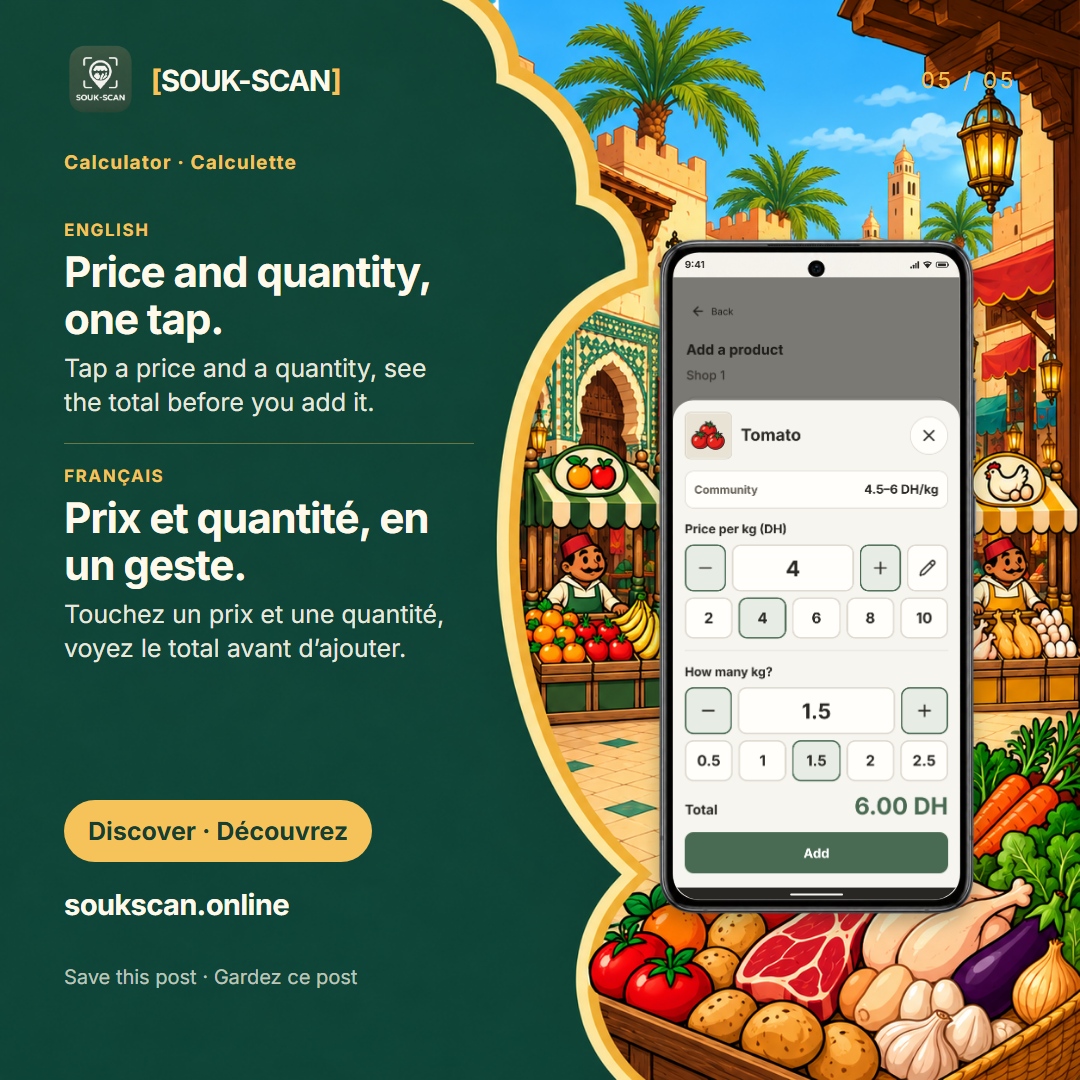 SOUK-SCAN
[SOUK-SCAN]
05 / 05
Calculator · Calculette
ENGLISH
Price and quantity,
one tap.
Tap a price and a quantity, see
the total before you add it.
FRANÇAIS
Prix et quantité, en
un geste.
Touchez un prix et une quantité,
voyez le total avant d’ajouter.
Discover · Découvrez
soukscan.online
Save this post · Gardez ce post
9:41
← Back
Add a product
Shop 1
Tomato
Community 4.5–6 DH/kg
Price per kg (DH)
− 4 +
2 4 6 8 10
How many kg?
− 1.5 +
0.5 1 1.5 2 2.5
Total 6.00 DH
Add